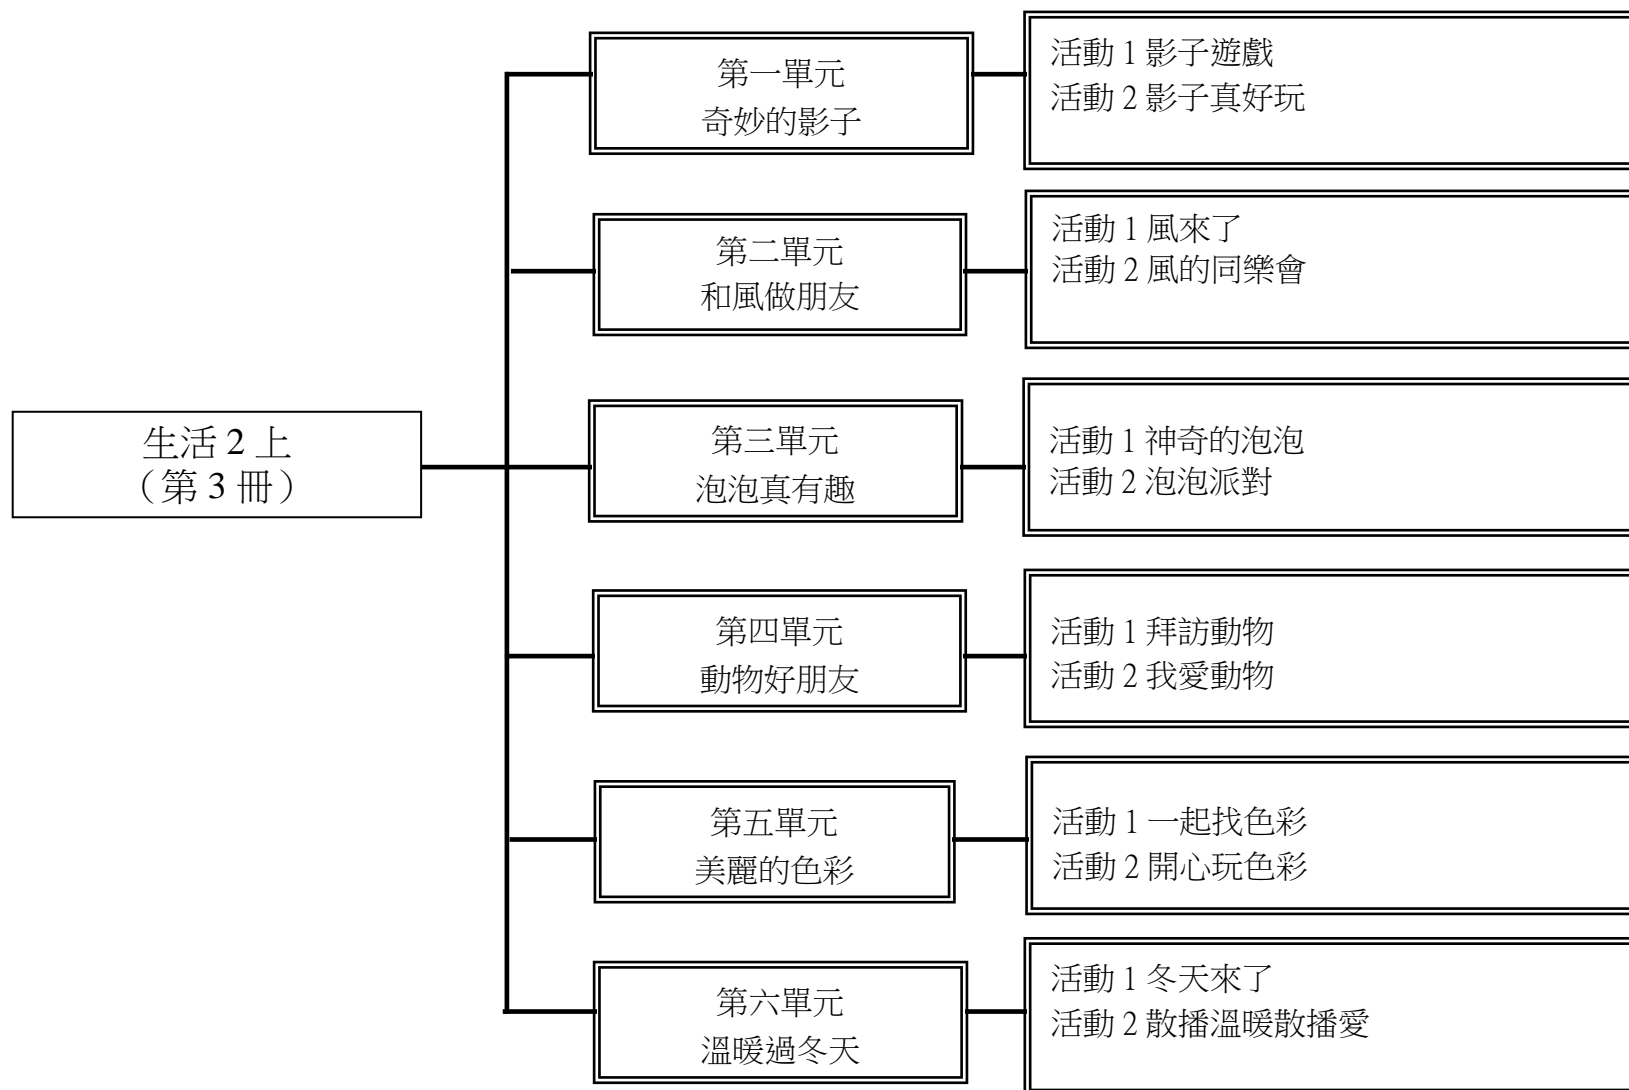 生活 2 上
（第 3 冊）
第一單元
奇妙的影子
活動 1 影子遊戲
活動 2 影子真好玩
第二單元
和風做朋友
活動 1 風來了
活動 2 風的同樂會
第三單元
泡泡真有趣
活動 1 神奇的泡泡
活動 2 泡泡派對
第四單元
動物好朋友
活動 1 拜訪動物
活動 2 我愛動物
第五單元
美麗的色彩
活動 1 一起找色彩
活動 2 開心玩色彩
第六單元
溫暖過冬天
活動 1 冬天來了
活動 2 散播溫暖散播愛